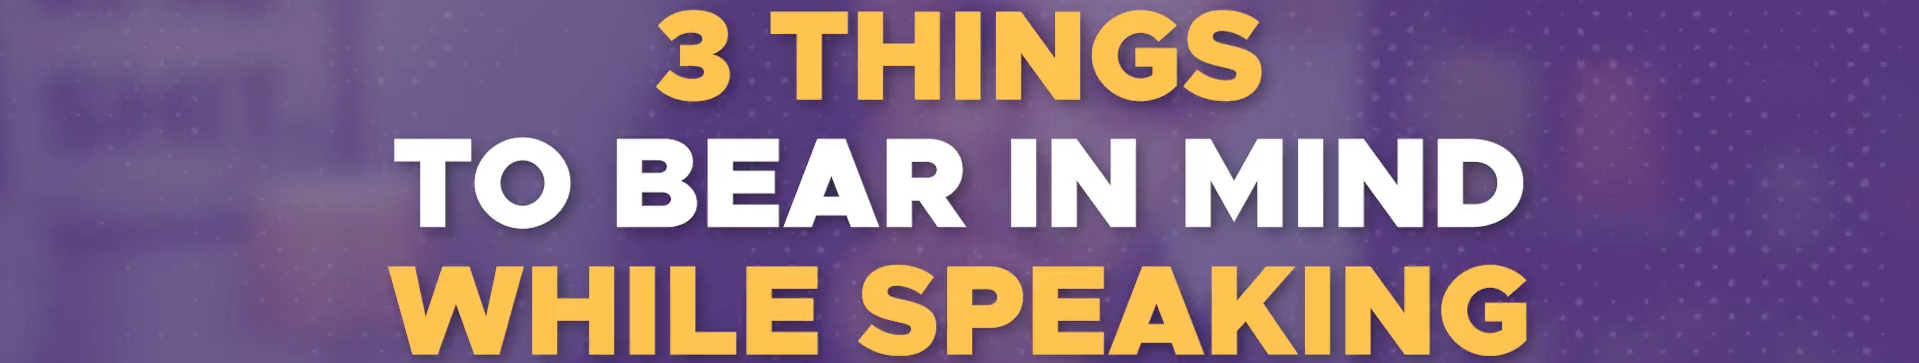 3 THINGS
TO BEAR IN MIND
WHILE SPEAKING